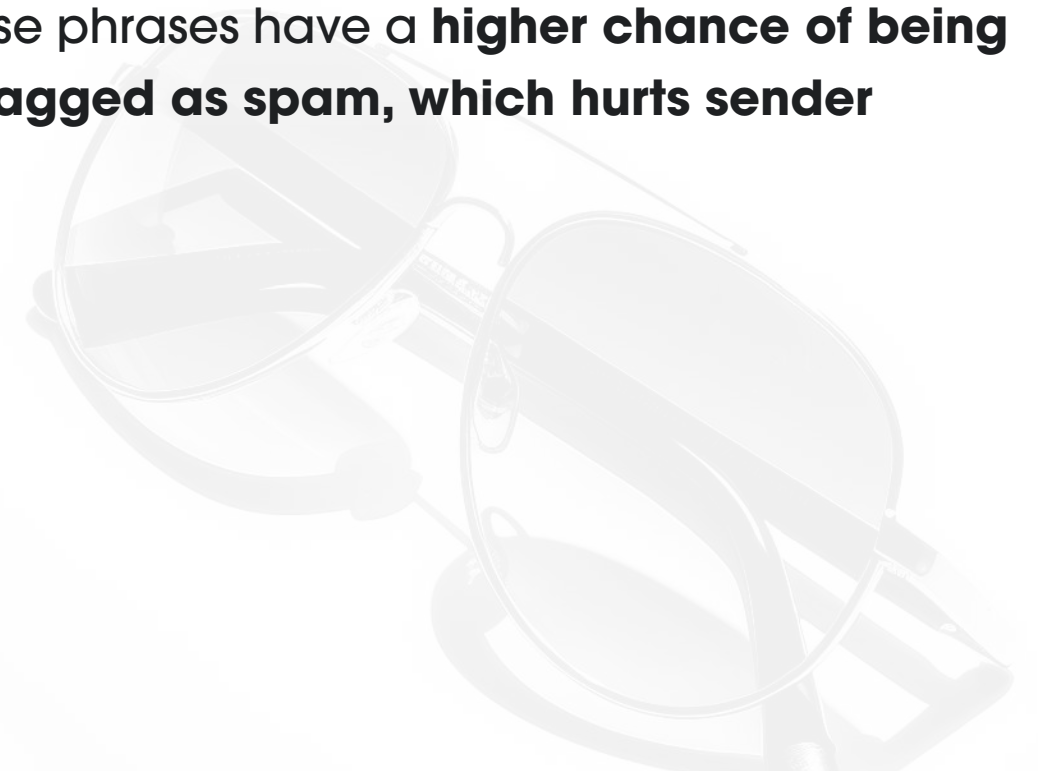 se phrases have a higher chance of being
agged as spam, which hurts sender